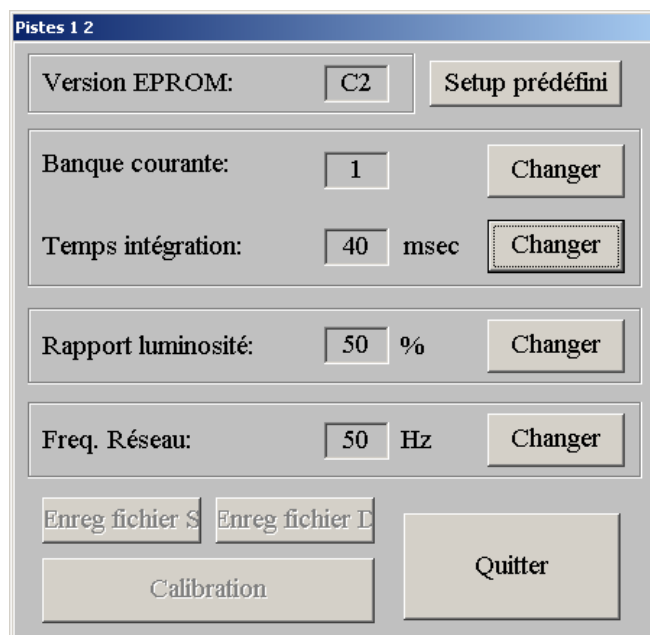 Pistes 1 2
Version EPROM: C2 Setup prédéfini
Banque courante: 1 Changer
Temps intégration: 40 msec Changer
Rapport luminosité: 50 % Changer
Freq. Réseau: 50 Hz Changer
Enreg fichier S Enreg fichier D
Calibration Quitter